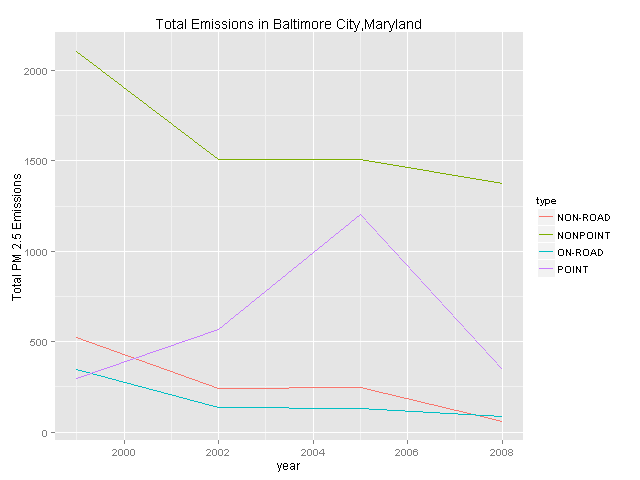 Total Emissions in Baltimore City,Maryland
Total PM 2.5 Emissions
2000
1500
1000
500
0
2000
2002
2004
2006
2008
year
type
NON-ROAD
NONPOINT
ON-ROAD
POINT